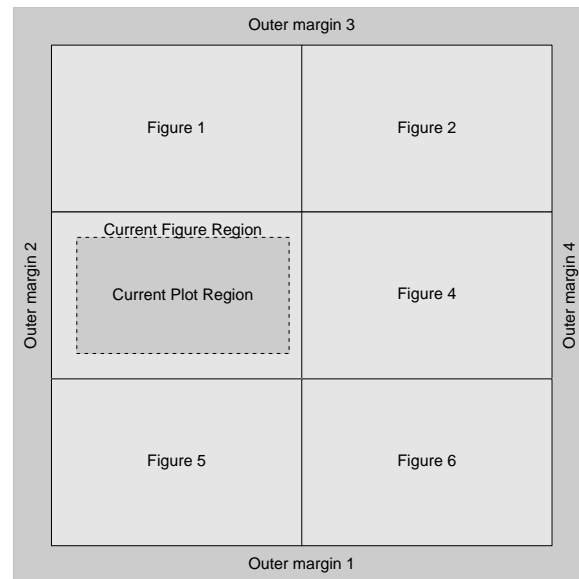 Outer margin 3
Figure 1
Figure 2
Outer margin 2
Current Figure Region
Current Plot Region
Figure 4
Outer margin 4
Figure 5
Figure 6
Outer margin 1